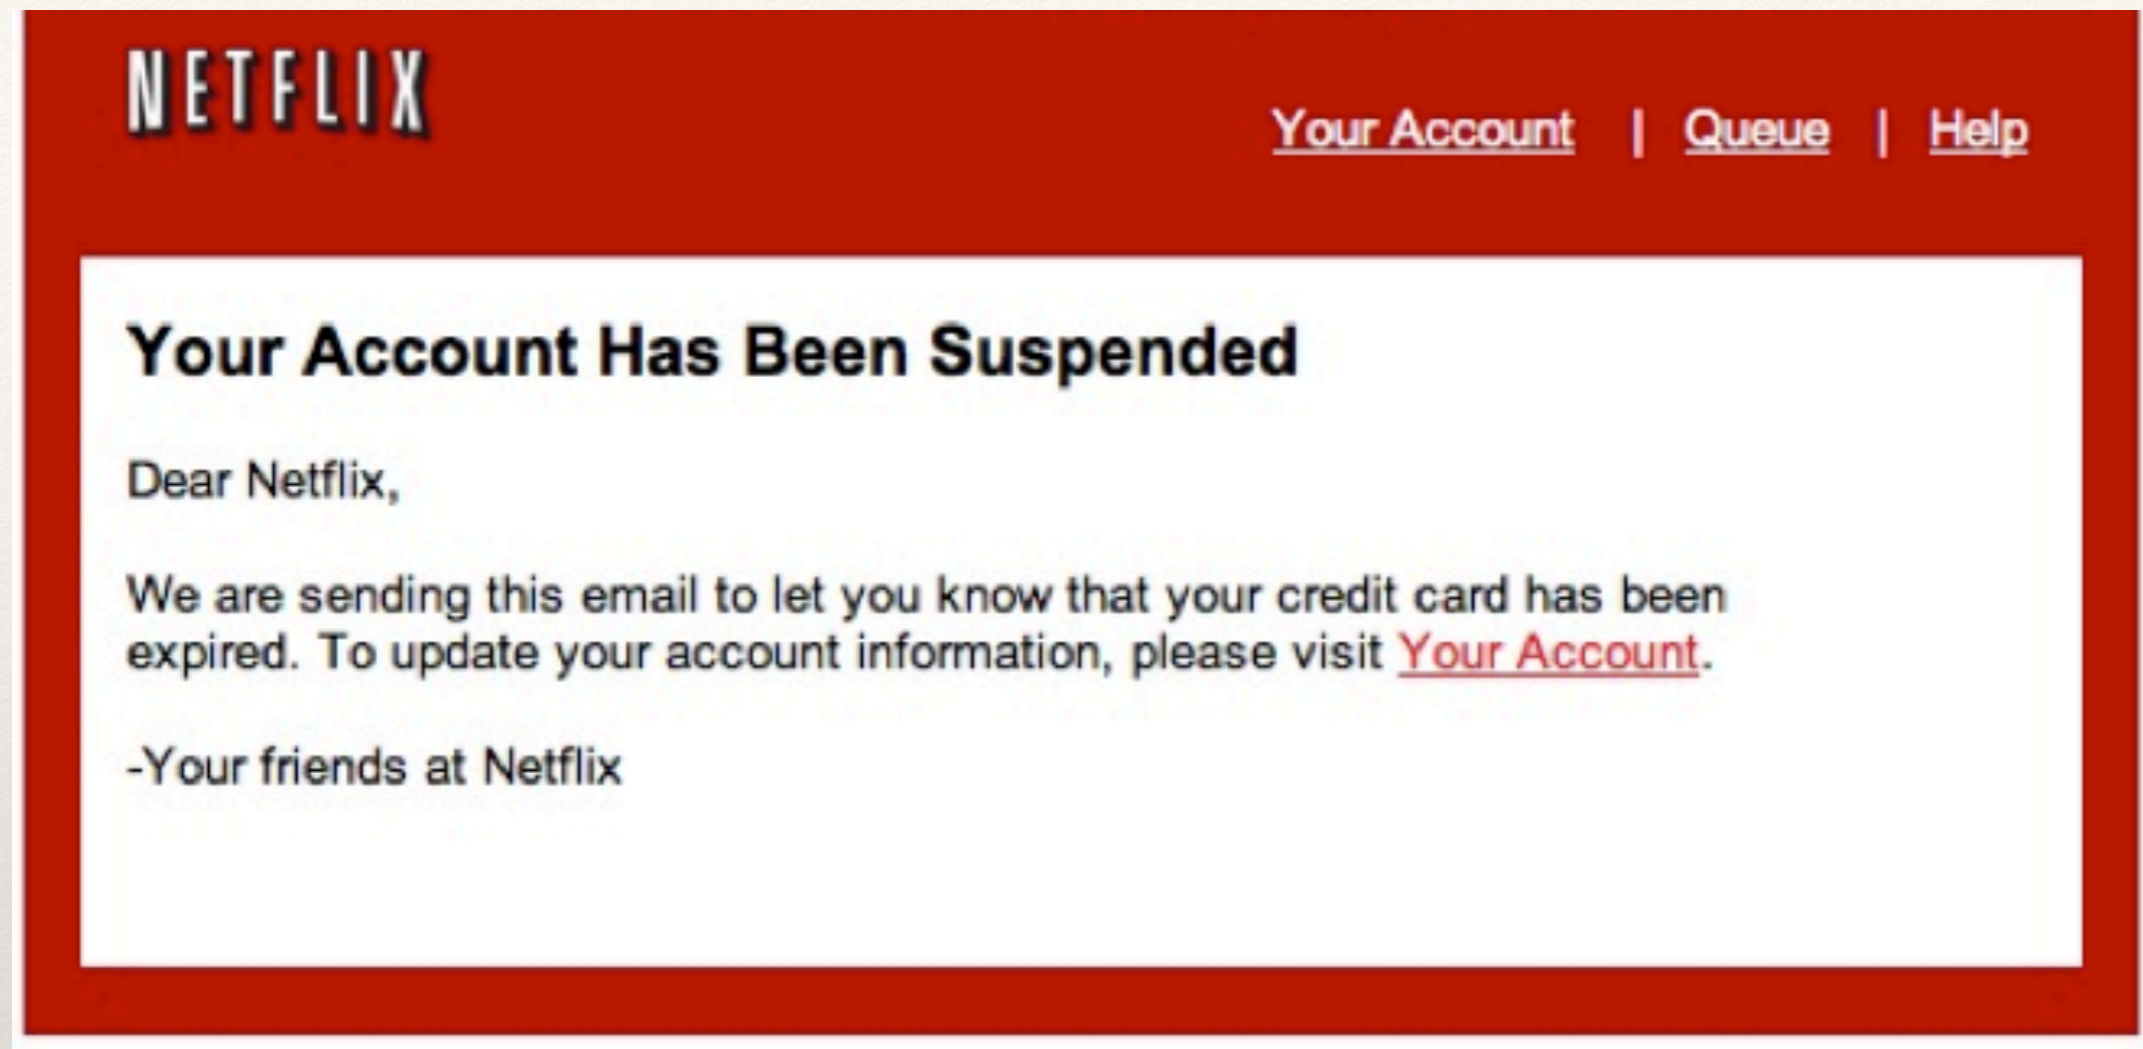 NETFLIX
Your Account | Queue | Help
Your Account Has Been Suspended
Dear Netflix,
We are sending this email to let you know that your credit card has been
expired. To update your account information, please visit Your Account.
-Your friends at Netflix